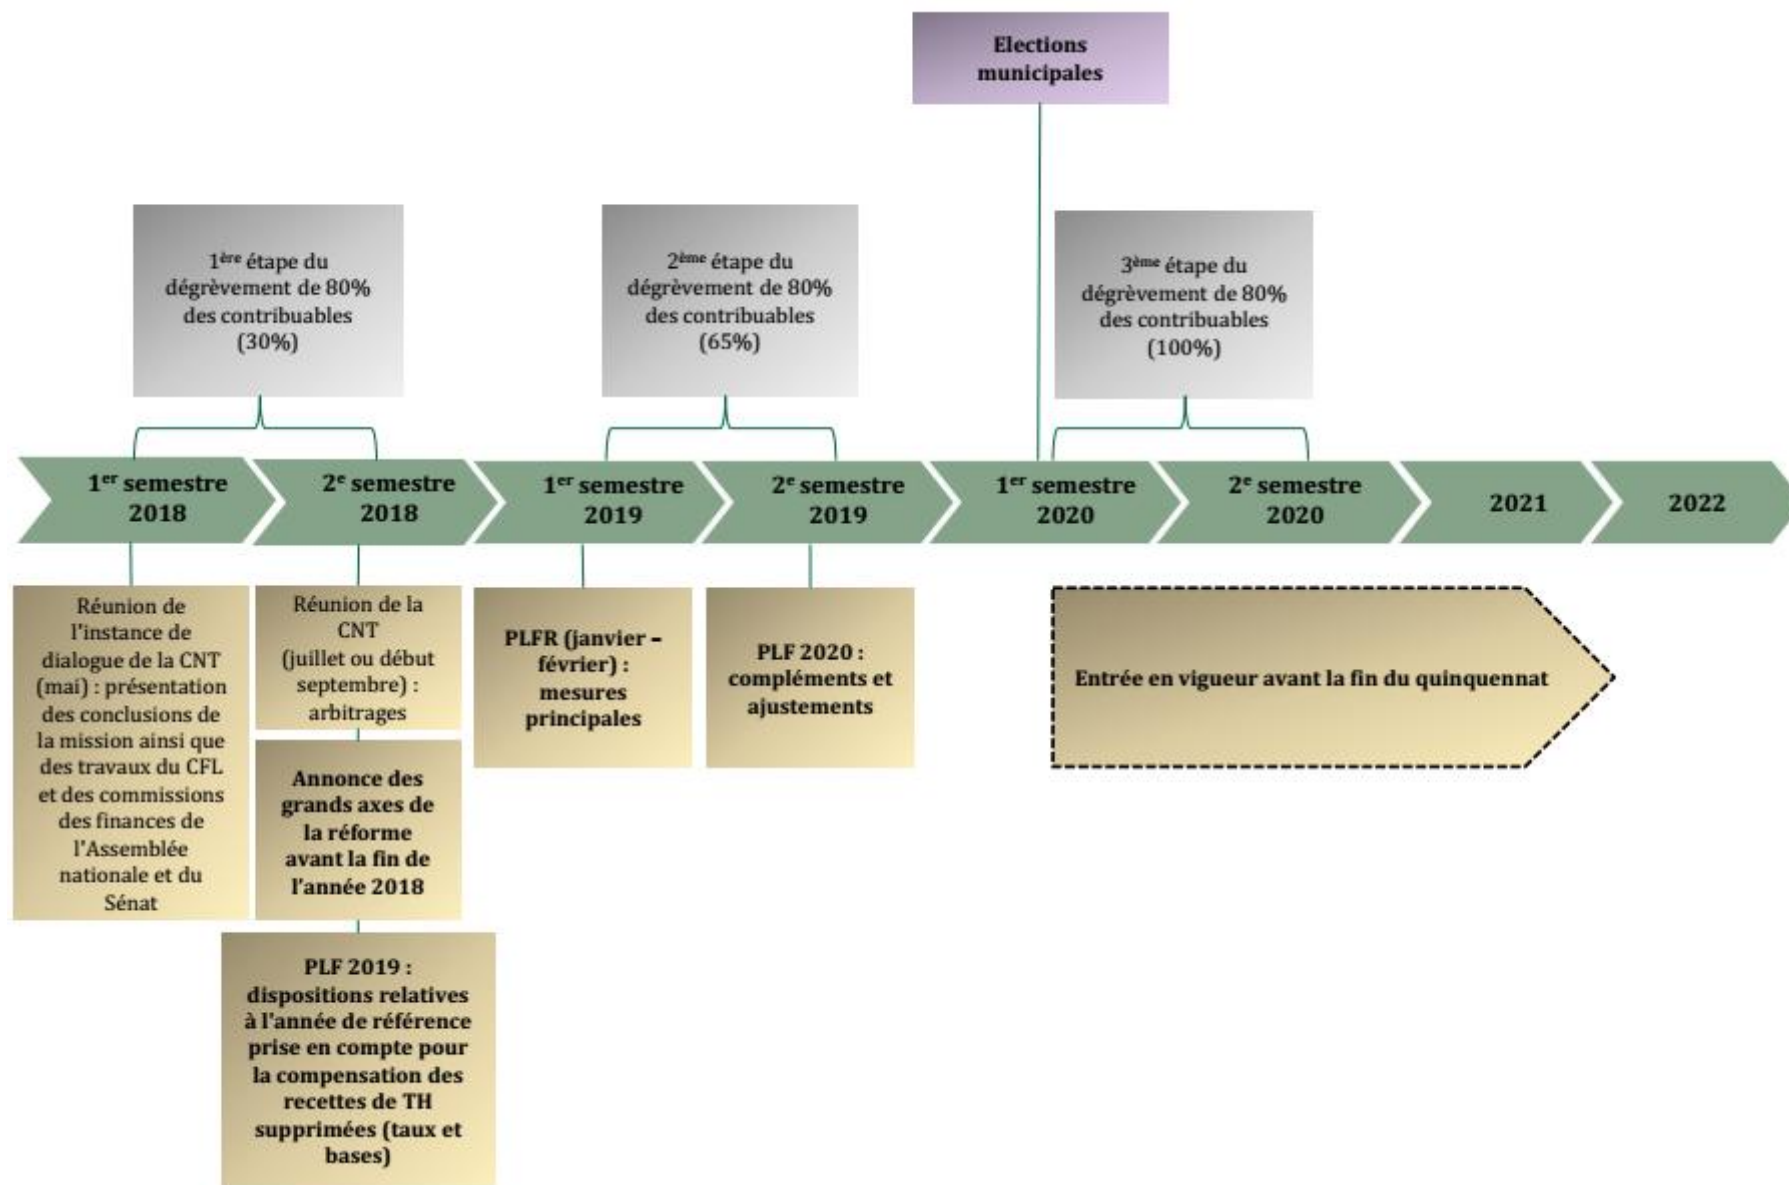 Elections
municipales
1ère étape du
dégrèvement de 80%
des contribuables
(30%)
2ème étape du
dégrèvement de 80%
des contribuables
(65%)
3ème étape du
dégrèvement de 80%
des contribuables
(100%)
1er semestre
2018
2e semestre
2018
1er semestre
2019
2e semestre
2019
1er semestre
2020
2e semestre
2020
2021
2022
Réunion de
l'instance de
dialogue de la CNT
(mai) : présentation
des conclusions de
la mission ainsi que
des travaux du CFL
et des commissions
des finances de
l'Assemblée
nationale et du
Sénat
Réunion de la
CNT
(juillet ou début
septembre) :
arbitrages
Annonce des
grands axes de
la réforme
avant la fin de
l'année 2018
PLF 2019 :
dispositions relatives
à l'année de référence
prise en compte pour
la compensation des
recettes de TH
supprimées (taux et
bases)
PLFR (janvier –
février) :
mesures
principales
PLF 2020 :
compléments et
ajustements
Entrée en vigueur avant la fin du quinquennat